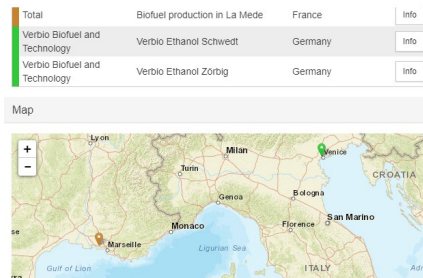 Total Biofuel production in La Mede France Info
Verbio Biofuel and
Technology Verbio Ethanol Schwedt Germany Info
Verbio Biofuel and
Technology Verbio Ethanol Zörbig Germany Info
Map
+
−
Lyon
Milan
Venice
Turin
CROATIA
Genoa
Bologna
Monaco
Florence
San Marino
Marseille
Ligurian Sea
Gulf of Lion
ITALY